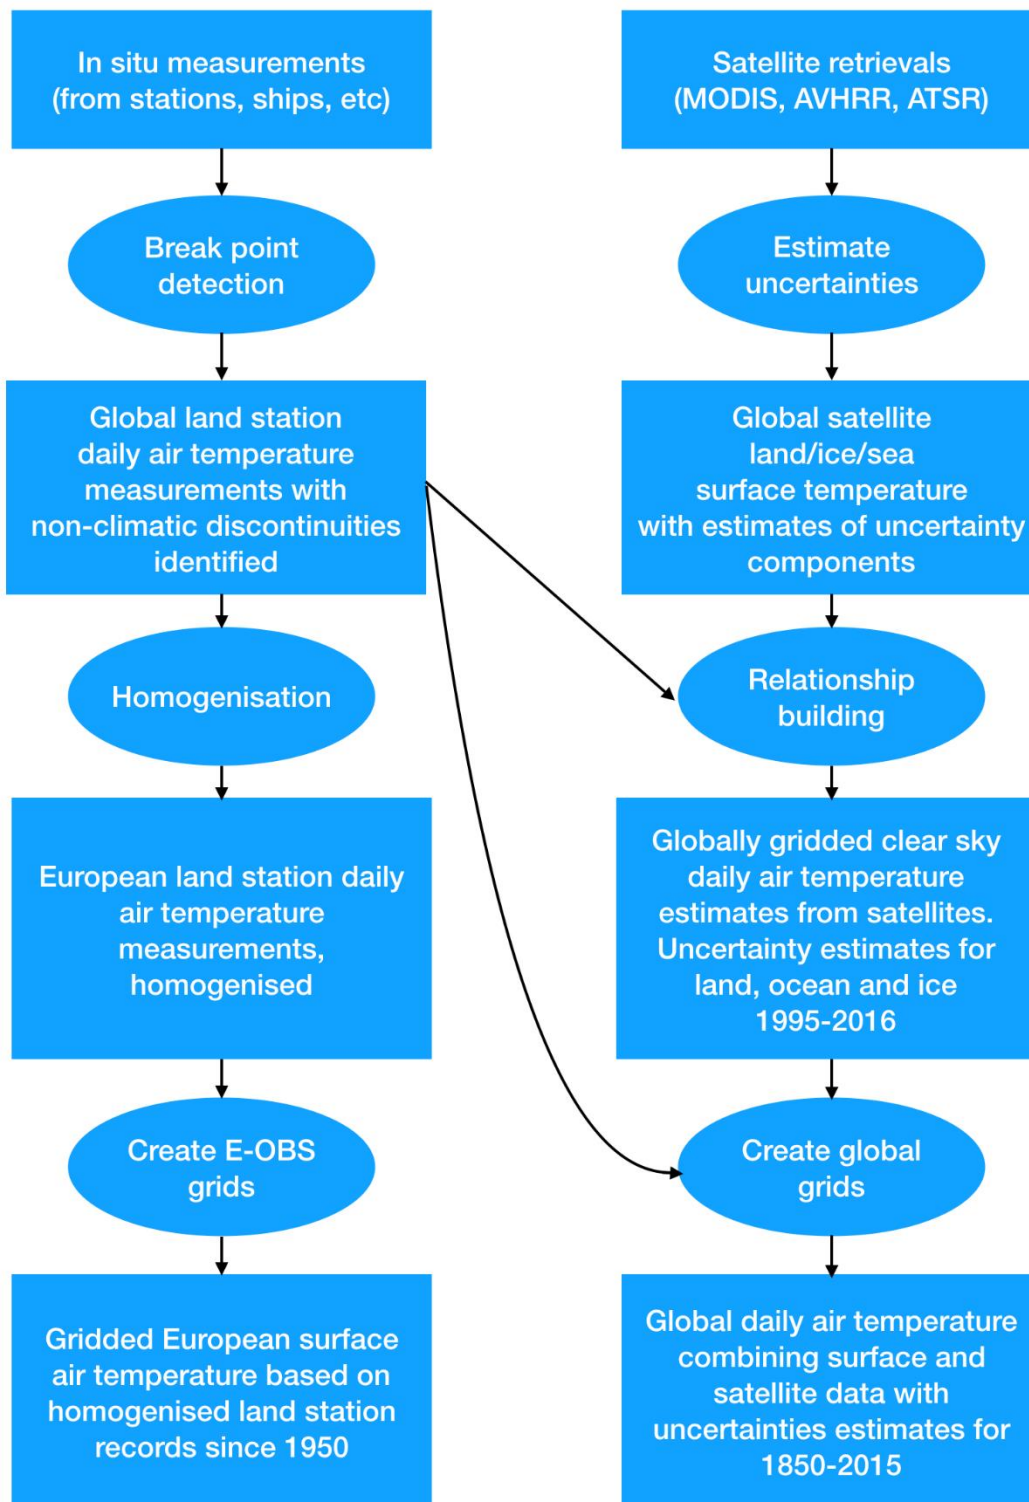 In situ measurements
(from stations, ships, etc)
Break point
detection
Global land station
daily air temperature
measurements with
non-climatic discontinuities
identified
Homogenisation
European land station daily
air temperature
measurements,
homogenised
Create E-OBS
grids
Gridded European surface
air temperature based on
homogenised land station
records since 1950
Satellite retrievals
(MODIS, AVHRR, ATSR)
Estimate
uncertainties
Global satellite
land/ice/sea
surface temperature
with estimates of uncertainty
components
Relationship
building
Globally gridded clear sky
daily air temperature
estimates from satellites.
Uncertainty estimates for
land, ocean and ice
1995-2016
Create global
grids
Global daily air temperature
combining surface and
satellite data with
uncertainties estimates for
1850-2015